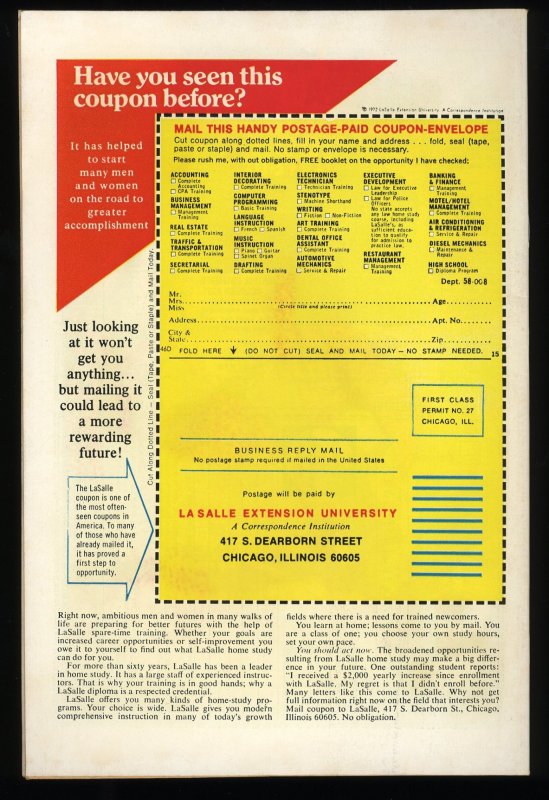 Have you seen this
coupon before?
It has helped
to start
many men
and women
on the road to
greater
accomplishment
© 1972 LaSalle Extension University, A Correspondence Institution
MAIL THIS HANDY POSTAGE-PAID COUPON-ENVELOPE
Cut coupon along dotted lines, fill in your name and address . . . fold, seal (tape,
paste or staple) and mail. No stamp or envelope is necessary.
Please rush me, with out obligation, FREE booklet on the opportunity I have checked:
ACCOUNTING
Complete
Accounting
CPA Training
BUSINESS
MANAGEMENT
Management
Training
REAL ESTATE
Complete Training
TRAFFIC &
TRANSPORTATION
Complete Training
SECRETARIAL
Complete Training
INTERIOR
DECORATING
Complete Training
COMPUTER
PROGRAMMING
Basic Training
LANGUAGE
INSTRUCTION
French Spanish
MUSIC
INSTRUCTION
Piano Guitar
Spinet Organ
DRAFTING
Complete Training
ELECTRONICS
TECHNICIAN
Technician Training
STENOTYPE
Machine Shorthand
WRITING
Fiction Non-Fiction
ART TRAINING
Complete Training
DENTAL OFFICE
ASSISTANT
Complete Training
AUTOMOTIVE
MECHANICS
Service & Repair
EXECUTIVE
DEVELOPMENT
Law for Executive
Leadership
Law for Police
Officers
No state accepts
any law home study
course, including
LaSalle's, as
sufficient educa-
tion to qualify
for admission to
practice law.
RESTAURANT
MANAGEMENT
Management
Training
BANKING
& FINANCE
Management
Training
MOTEL/HOTEL
MANAGEMENT
Complete Training
AIR CONDITIONING
& REFRIGERATION
Service & Repair
DIESEL MECHANICS
Maintenance &
Repair
HIGH SCHOOL
Diploma Program
Dept. 58-008
Mr.
Mrs. Age
Miss (Circle title and please print)
Address Apt. No.
City &
State Zip
46D FOLD HERE (DO NOT CUT) SEAL AND MAIL TODAY – NO STAMP NEEDED. 15
Cut Along Dotted Line — Seal (Tape, Paste or Staple) and Mail Today
Just looking
at it won't
get you
anything...
but mailing it
could lead to
a more
rewarding
future!
The LaSalle
coupon is one of
the most often-
seen coupons in
America. To many
of those who have
already mailed it,
it has proved a
first step to
opportunity.
FIRST CLASS
PERMIT NO. 27
CHICAGO, ILL.
BUSINESS REPLY MAIL
No postage stamp required if mailed in the United States
Postage will be paid by
LA SALLE EXTENSION UNIVERSITY
A Correspondence Institution
417 S. DEARBORN STREET
CHICAGO, ILLINOIS 60605
Right now, ambitious men and women in many walks of
life are preparing for better futures with the help of
LaSalle spare-time training. Whether your goals are
increased career opportunities or self-improvement you
owe it to yourself to find out what LaSalle home study
can do for you.
For more than sixty years, LaSalle has been a leader
in home study. It has a large staff of experienced instruc-
tors. That is why your training is in good hands; why a
LaSalle diploma is a respected credential.
LaSalle offers you many kinds of home-study pro-
grams. Your choice is wide. LaSalle gives you modern
comprehensive instruction in many of today's growth
fields where there is a need for trained newcomers.
You learn at home; lessons come to you by mail. You
are a class of one; you choose your own study hours,
set your own pace.
You should act now. The broadened opportunities re-
sulting from LaSalle home study may make a big differ-
ence in your future. One outstanding student reports:
"I received a $2,000 yearly increase since enrollment
with LaSalle. My regret is that I didn't enroll before."
Many letters like this come to LaSalle. Why not get
full information right now on the field that interests you?
Mail coupon to LaSalle, 417 S. Dearborn St., Chicago,
Illinois 60605. No obligation.